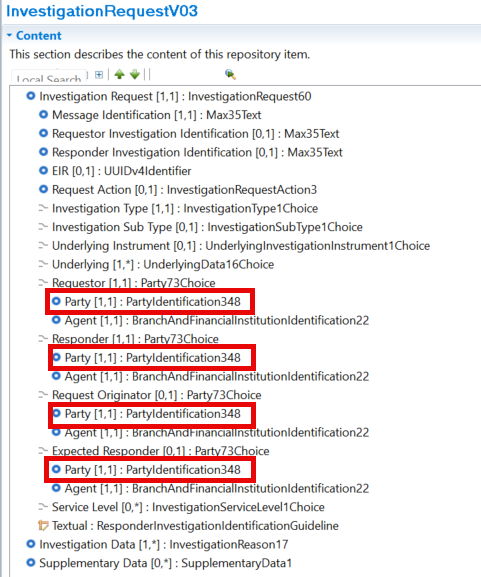 InvestigationRequestV03
Content
This section describes the content of this repository item.
Local Search
Investigation Request [1,1] : InvestigationRequest60
Message Identification [1,1] : Max35Text
Requestor Investigation Identification [0,1] : Max35Text
Responder Investigation Identification [0,1] : Max35Text
EIR [0,1] : UUIDv4Identifier
Request Action [0,1] : InvestigationRequestAction3
Investigation Type [1,1] : InvestigationType1Choice
Investigation Sub Type [0,1] : InvestigationSubType1Choice
Underlying Instrument [0,1] : UnderlyingInvestigationInstrument1Choice
Underlying [1,*] : UnderlyingData16Choice
Requestor [1,1] : Party73Choice
Party [1,1] : PartyIdentification348
Agent [1,1] : BranchAndFinancialInstitutionIdentification22
Responder [1,1] : Party73Choice
Party [1,1] : PartyIdentification348
Agent [1,1] : BranchAndFinancialInstitutionIdentification22
Request Originator [0,1] : Party73Choice
Party [1,1] : PartyIdentification348
Agent [1,1] : BranchAndFinancialInstitutionIdentification22
Expected Responder [0,1] : Party73Choice
Party [1,1] : PartyIdentification348
Agent [1,1] : BranchAndFinancialInstitutionIdentification22
Service Level [0,*] : InvestigationServiceLevel1Choice
Textual : ResponderInvestigationIdentificationGuideline
Investigation Data [1,*] : InvestigationReason17
Supplementary Data [0,*] : SupplementaryData1